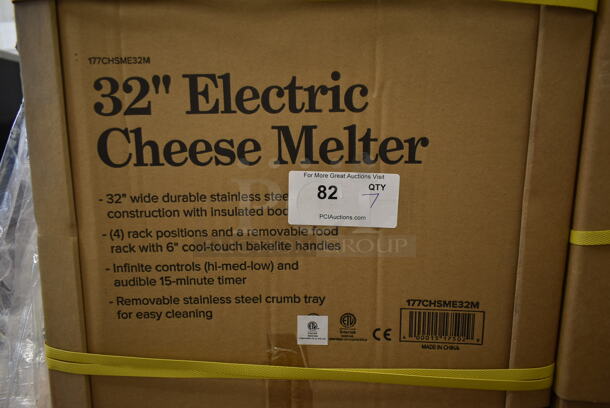 177CHSME32M
32" Electric
Cheese Melter
For More Great Auctions Visit
82 QTY 7
PCIAuctions.com
- 32" wide durable stainless
construction with insulated
- (4) rack positions and a removable food
rack with 6" cool-touch bakelite handles
- Infinite controls (hi-med-low) and
audible 15-minute timer
- Removable stainless steel crumb tray
for easy cleaning
GROUP
ETL
ETL
CE
177CHSME32M
MADE IN CHINA